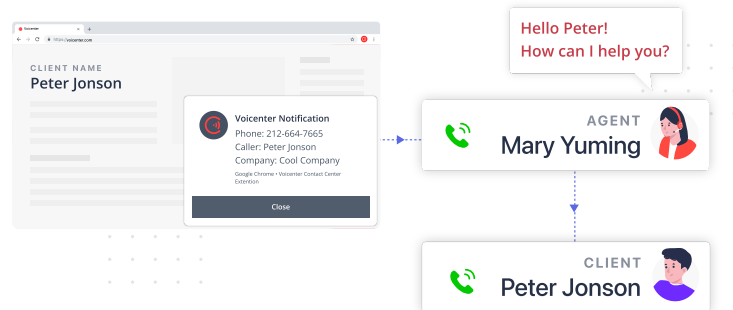 Voicenter
https://voicenter.com
CLIENT NAME
Peter Jonson
Voicenter Notification
Phone: 212-664-7665
Caller: Peter Jonson
Company: Cool Company
Google Chrome • Voicenter Contact Center
Extention
Close
Hello Peter!
How can I help you?
AGENT
Mary Yuming
CLIENT
Peter Jonson